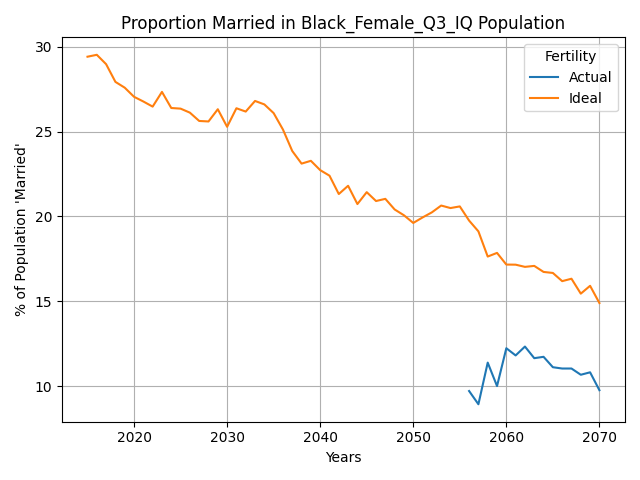 Proportion Married in Black_Female_Q3_IQ Population
Fertility
Actual
Ideal
% of Population 'Married'
30
25
20
15
10
2020 2030 2040 2050 2060 2070
Years